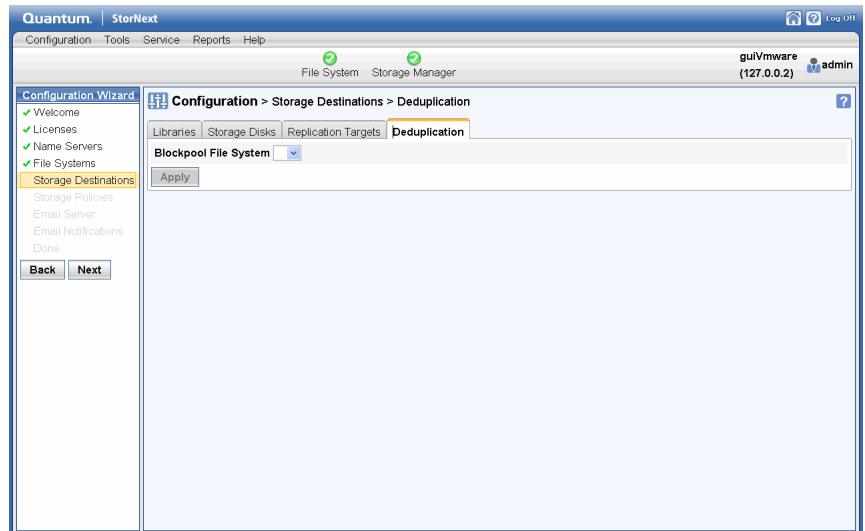 Quantum. StorNext
Log Off
Configuration Tools Service Reports Help
File System Storage Manager
guiVmware
(127.0.0.2)
admin
Configuration Wizard
Welcome
Licenses
Name Servers
File Systems
Storage Destinations
Storage Policies
Email Server
Email Notifications
Done
Back Next
Configuration > Storage Destinations > Deduplication
Libraries Storage Disks Replication Targets Deduplication
Blockpool File System
Apply